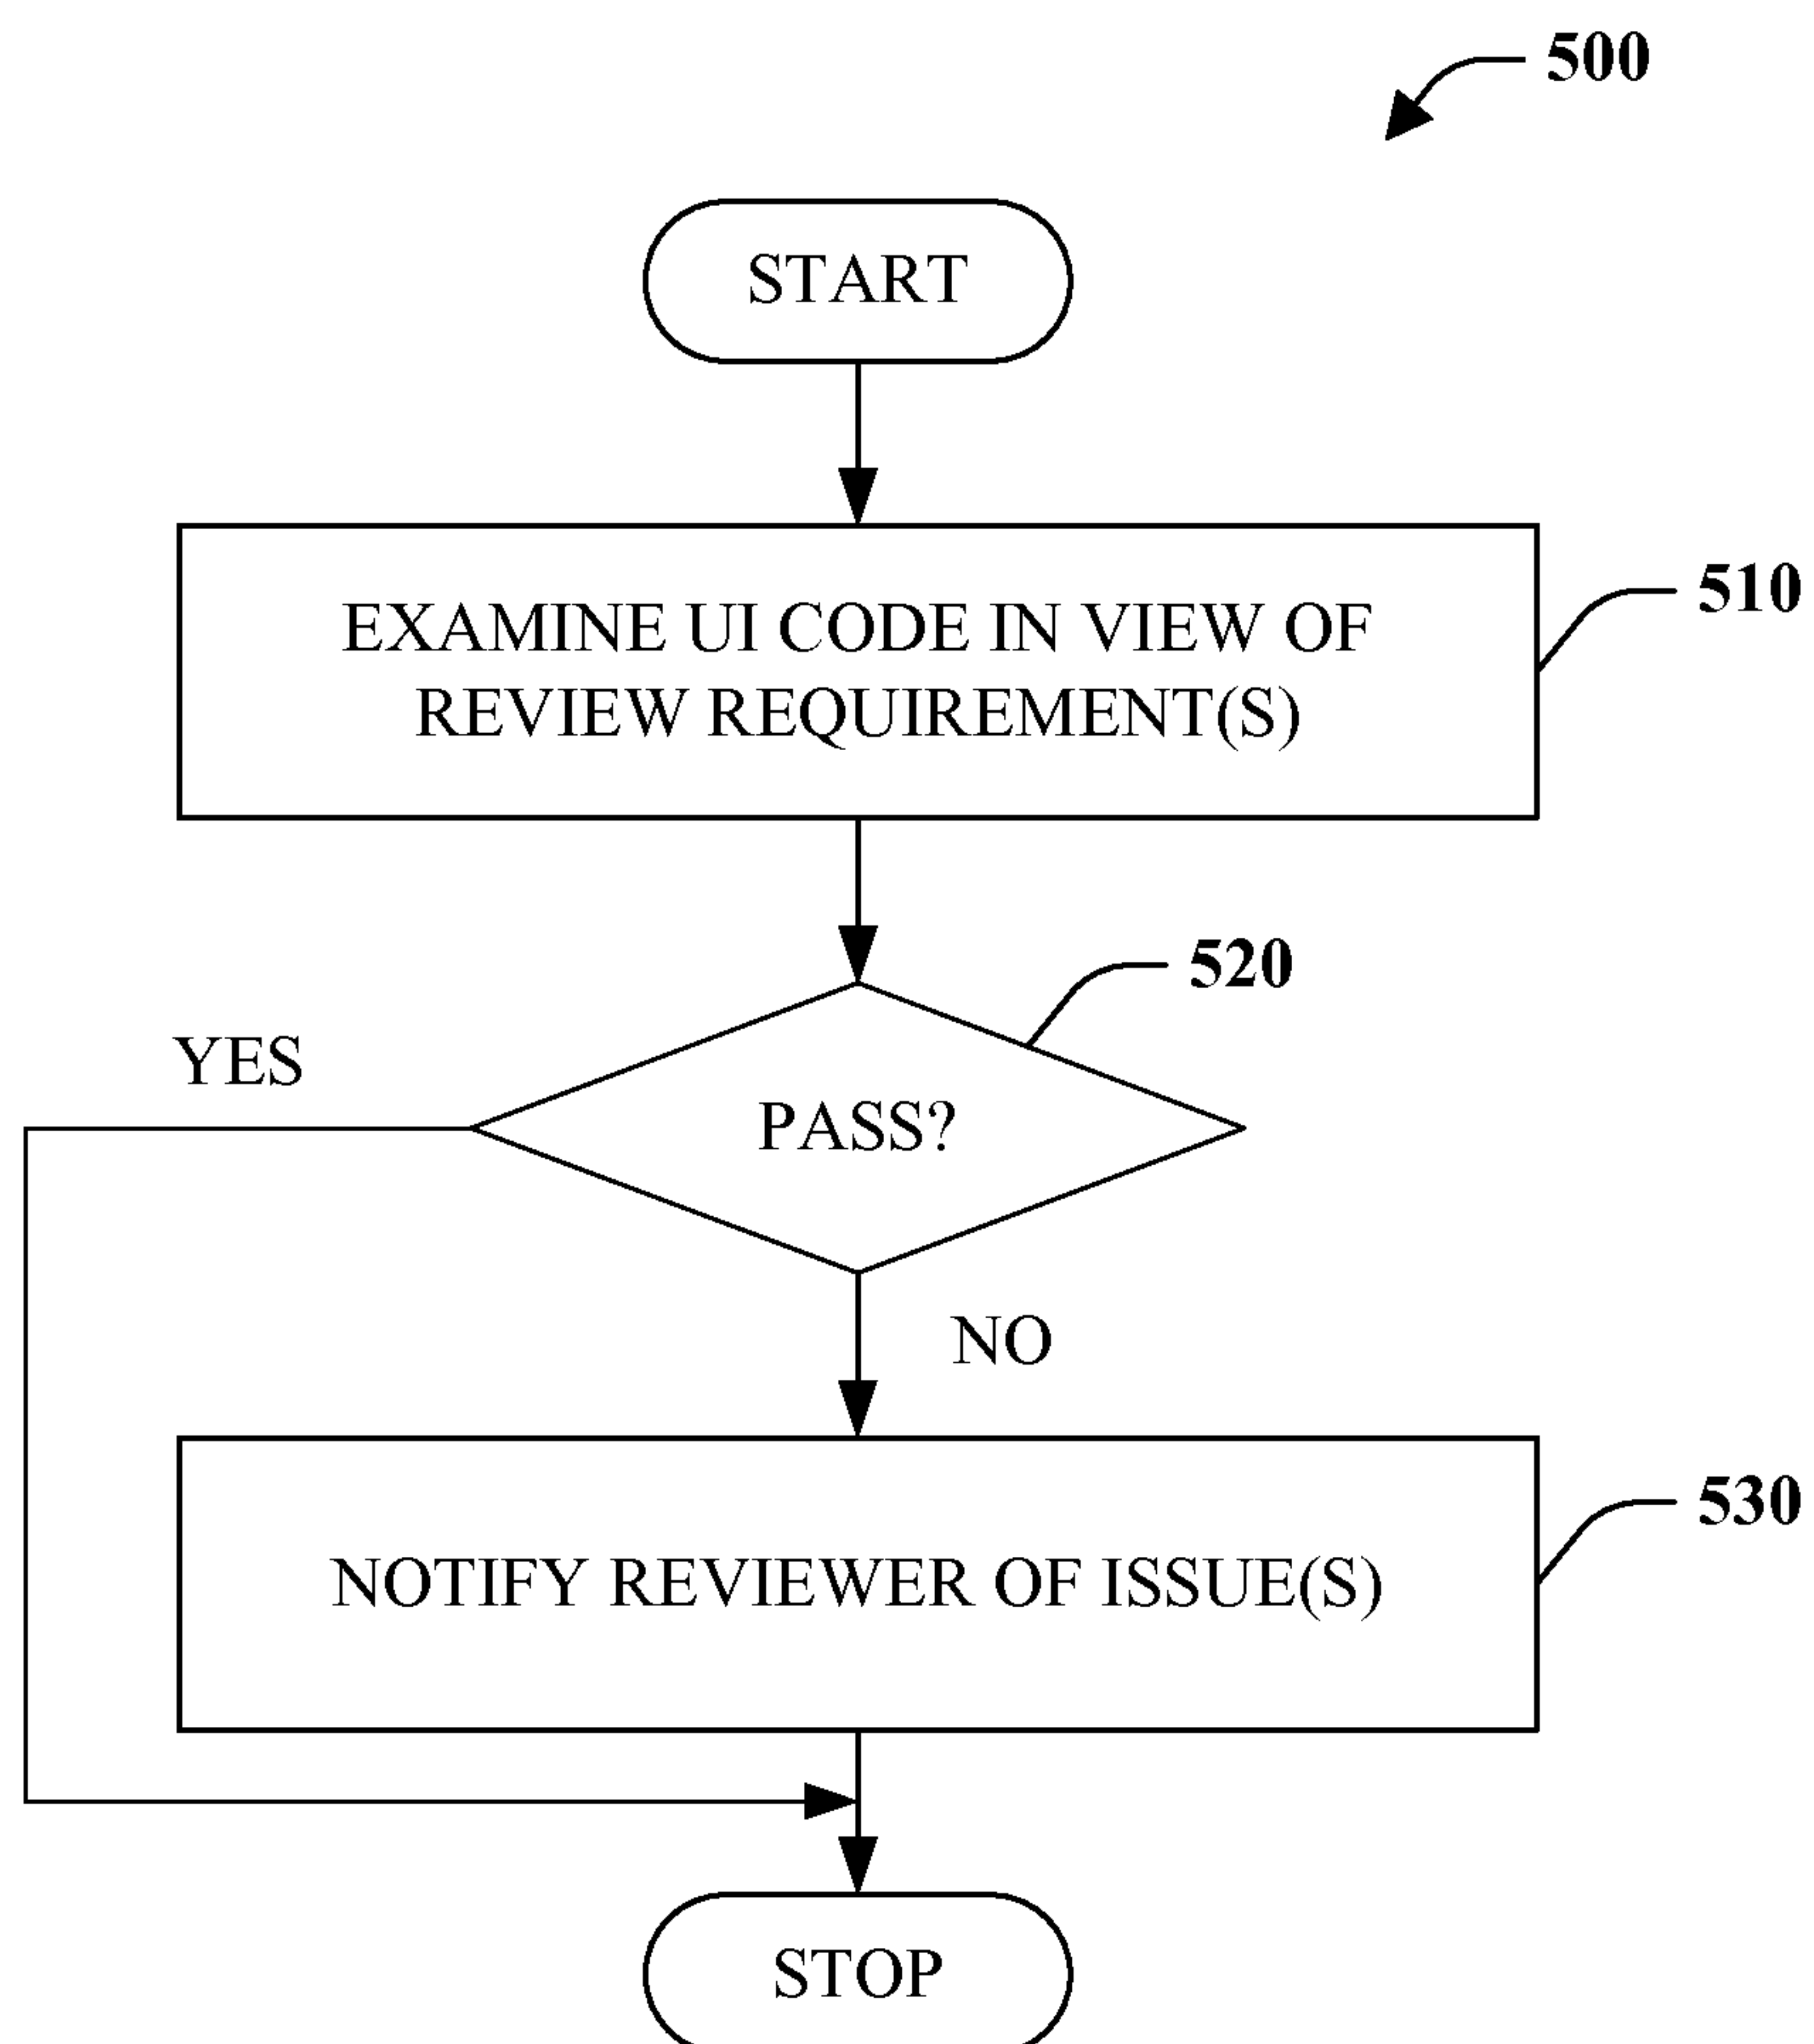 500
START
EXAMINE UI CODE IN VIEW OF
REVIEW REQUIREMENT(S)
510
520
YES
PASS?
NO
NOTIFY REVIEWER OF ISSUE(S)
530
STOP